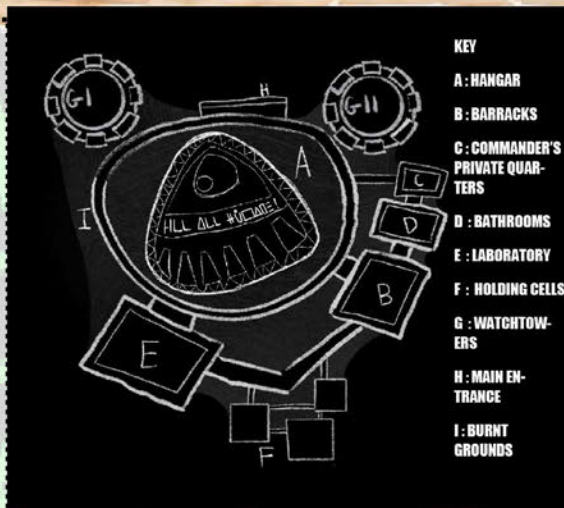 KEY
A : HANGAR
B : BARRACKS
C : COMMANDER'S
PRIVATE QUAR-
TERS
D : BATHROOMS
E : LABORATORY
F : HOLDING CELLS
G : WATCHTOW-
ERS
H : MAIN EN-
TRANCE
I : BURNT
GROUNDS
H
GI
GII
A
C
I
D
B
E
F